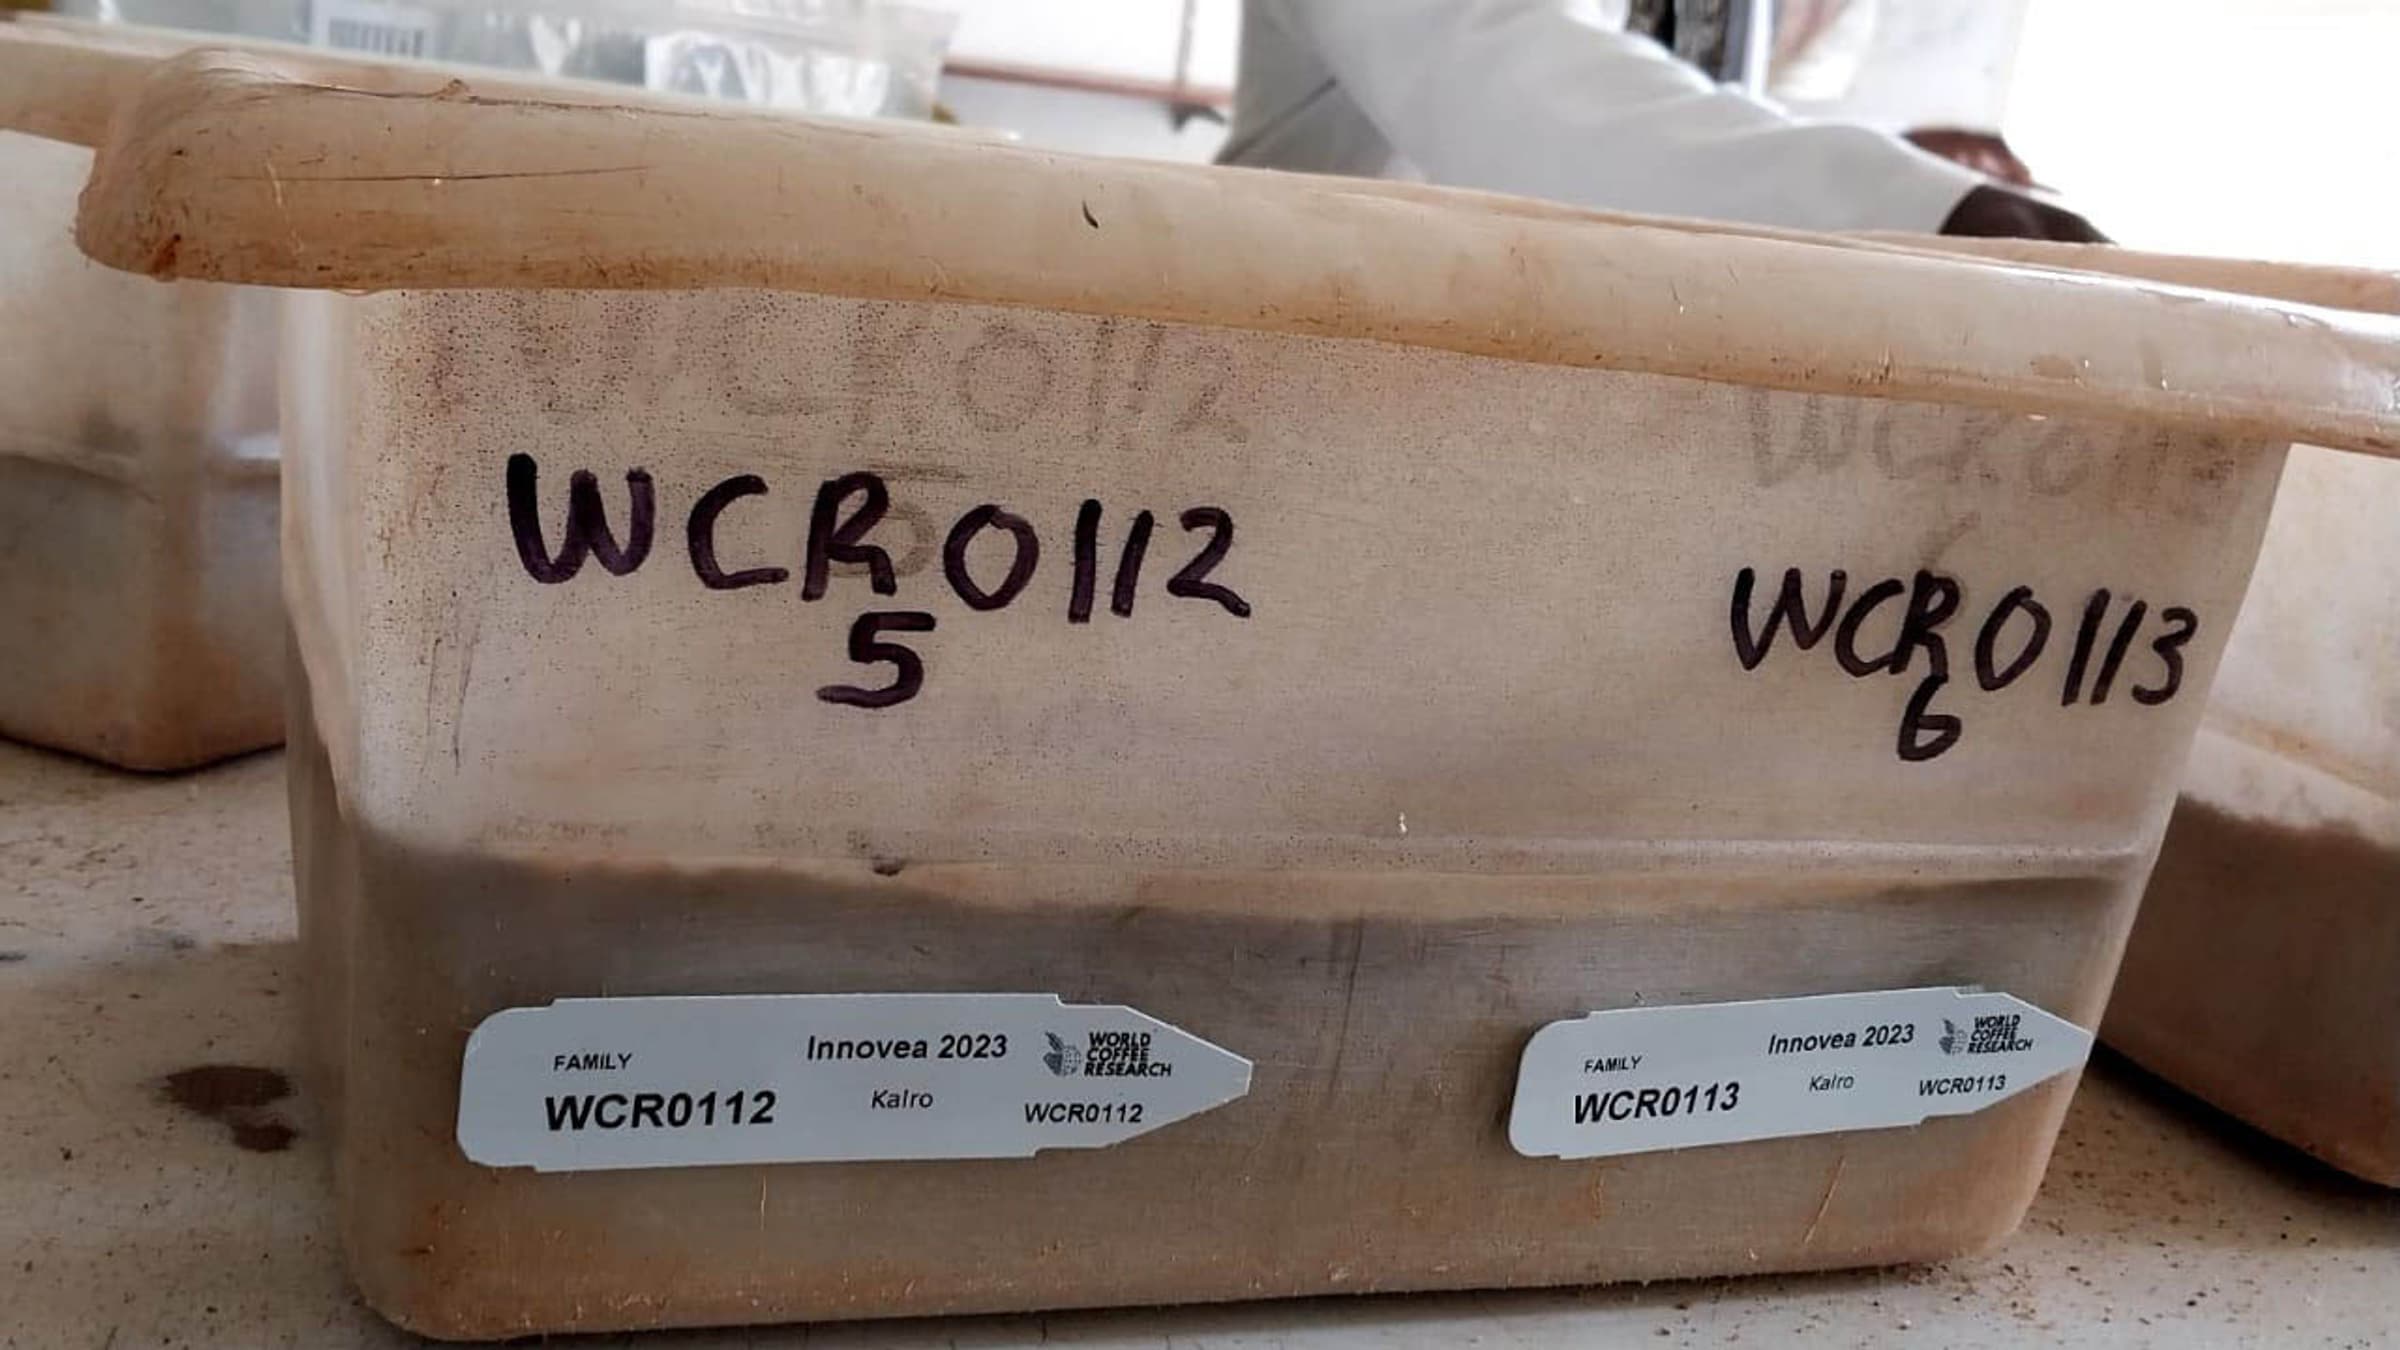 WCR0112
WCR0112
5
WCR0113
6
FAMILY
WCR0112
Innovea 2023
Kalro
WORLD
COFFEE
RESEARCH
WCR0112
FAMILY
WCR0113
Innovea 2023
Kalro
WORLD
COFFEE
RESEARCH
WCR0113